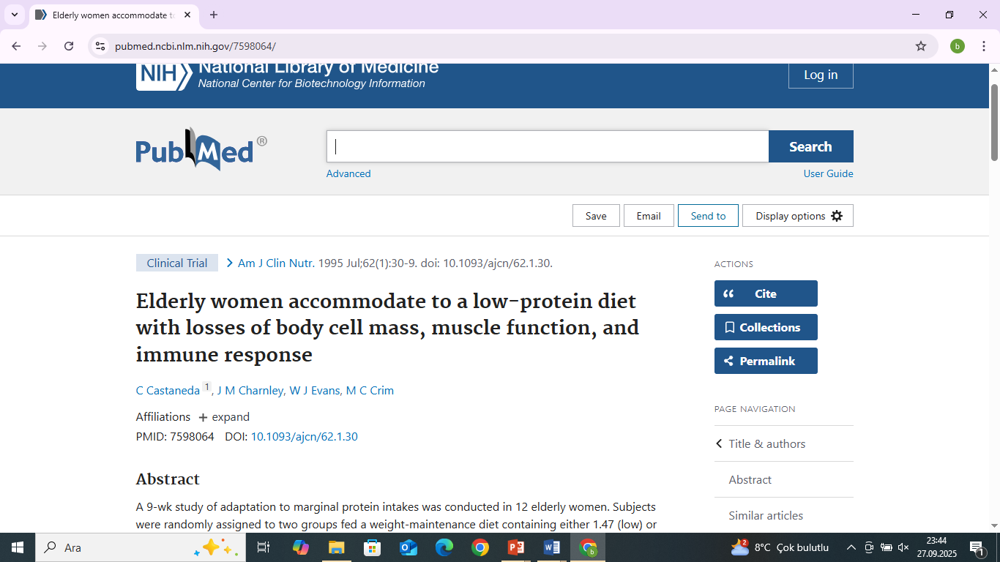 Elderly women accommodate to
pubmed.ncbi.nlm.nih.gov/7598064/
b
NIH
National Library of Medicine
National Center for Biotechnology Information
Log in
PubMed®
Search
Advanced
User Guide
Save
Email
Send to
Display options
Clinical Trial
Am J Clin Nutr. 1995 Jul;62(1):30-9. doi: 10.1093/ajcn/62.1.30.
Elderly women accommodate to a low-protein diet
with losses of body cell mass, muscle function, and
immune response
C Castaneda 1, J M Charnley, W J Evans, M C Crim
Affiliations + expand
PMID: 7598064 DOI: 10.1093/ajcn/62.1.30
Abstract
A 9-wk study of adaptation to marginal protein intakes was conducted in 12 elderly women. Subjects
were randomly assigned to two groups fed a weight-maintenance diet containing either 1.47 (low) or
ACTIONS
Cite
Collections
Permalink
PAGE NAVIGATION
Title & authors
Abstract
Similar articles
Ara
2
8°C Çok bulutlu
23:44
27.09.2025
1